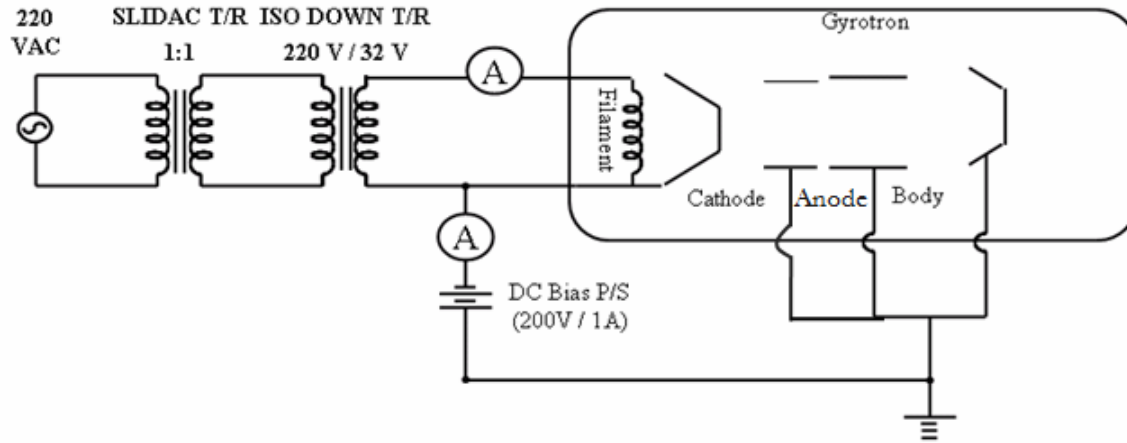 220
VAC
SLIDAC T/R
1:1
ISO DOWN T/R
220 V / 32 V
A
Gyrotron
Filament
Cathode
Anode
Body
A
DC Bias P/S
(200V / 1A)